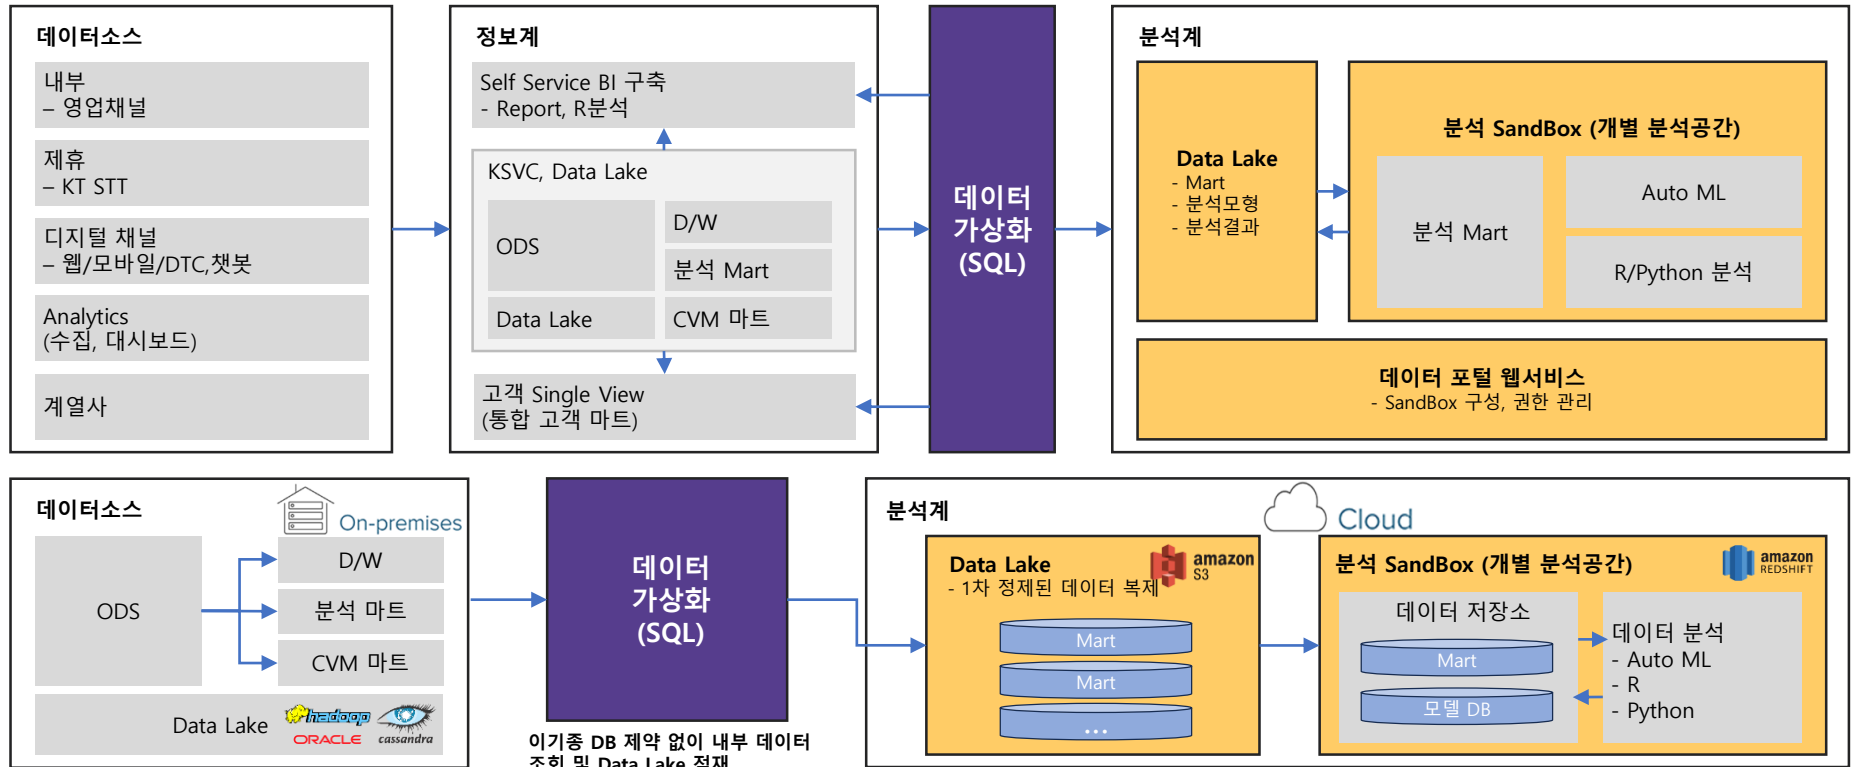 데이터소스
내부
– 영업채널
제휴
– KT STT
디지털 채널
– 웹/모바일/DTC,챗봇
Analytics
(수집, 대시보드)
계열사
정보계
Self Service BI 구축
- Report, R분석
KSVC, Data Lake
ODS
D/W
분석 Mart
Data Lake
CVM 마트
고객 Single View
(통합 고객 마트)
데이터
가상화
(SQL)
분석계
Data Lake
- Mart
- 분석모형
- 분석결과
분석 SandBox (개별 분석공간)
분석 Mart
Auto ML
R/Python 분석
데이터 포털 웹서비스
- SandBox 구성, 권한 관리
데이터소스
On-premises
ODS
D/W
분석 마트
CVM 마트
Data Lake
hadoop
ORACLE
cassandra
데이터
가상화
(SQL)
이기종 DB 제약 없이 내부 데이터
조회 및 Data Lake 적재
분석계
Cloud
Data Lake
- 1차 정제된 데이터 복제
amazon
S3
Mart
Mart
...
분석 SandBox (개별 분석공간)
amazon
REDSHIFT
데이터 저장소
Mart
모델 DB
데이터 분석
- Auto ML
- R
- Python